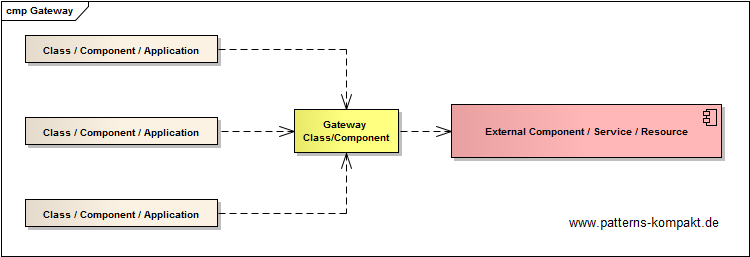 cmp Gateway
Class / Component / Application
Class / Component / Application
Gateway
Class/Component
External Component / Service / Resource
Class / Component / Application
www.patterns-kompakt.de